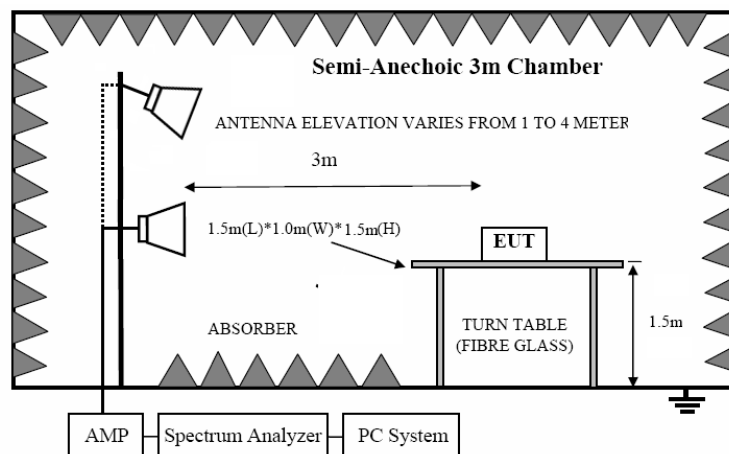 Semi-Anechoic 3m Chamber
ANTENNA ELEVATION VARIES FROM 1 TO 4 METER
3m
1.5m(L)*1.0m(W)*1.5m(H)
EUT
ABSORBER
TURN TABLE
(FIBRE GLASS)
1.5m
AMP
Spectrum Analyzer
PC System